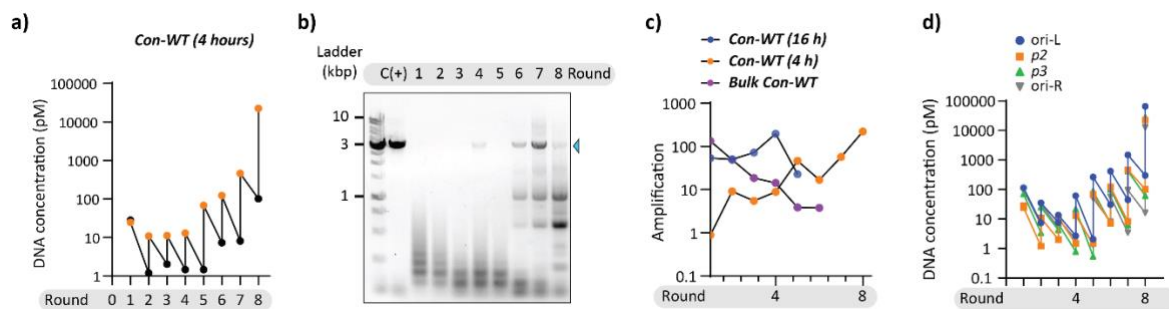 a)
Con-WT (4 hours)
DNA concentration (pM)
100000
10000
1000
100
10
1
Round 0 1 2 3 4 5 6 7 8
b)
Ladder
(kbp) C(+) 1 2 3 4 5 6 7 8 Round
10
3
1
c)
Con-WT (16 h)
Con-WT (4 h)
Bulk Con-WT
Amplification
1000
100
10
1
0.1
Round 4 8
d)
ori-L
p2
p3
ori-R
DNA concentration (pM)
100000
10000
1000
100
10
1
0.1
Round 4 8